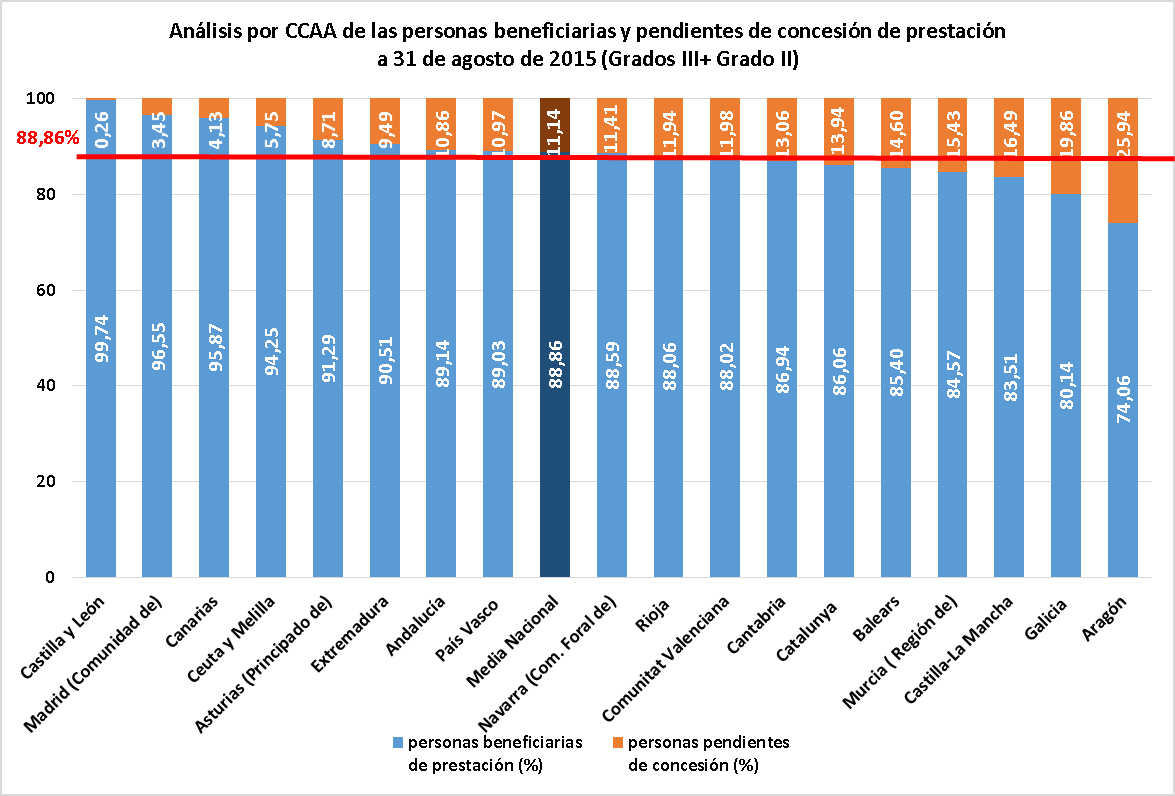 Análisis por CCAA de las personas beneficiarias y pendientes de concesión de prestación
a 31 de agosto de 2015 (Grados III+ Grado II)
100
88,86%
80
60
40
20
0
0,26
3,45
4,13
5,75
8,71
9,49
10,86
10,97
11,14
11,41
11,94
11,98
13,06
13,94
14,60
15,43
16,49
19,86
25,94
99,74
96,55
95,87
94,25
91,29
90,51
89,14
89,03
88,86
88,59
88,06
88,02
86,94
86,06
85,40
84,57
83,51
80,14
74,06
Castilla y León
Madrid (Comunidad de)
Canarias
Ceuta y Melilla
Asturias (Principado de)
Extremadura
Andalucía
País Vasco
Media Nacional
Navarra (Com. Foral de)
Rioja
Comunitat Valenciana
Cantabria
Catalunya
Balears
Murcia ( Región de)
Castilla-La Mancha
Galicia
Aragón
personas beneficiarias
de prestación (%)
personas pendientes
de concesión (%)